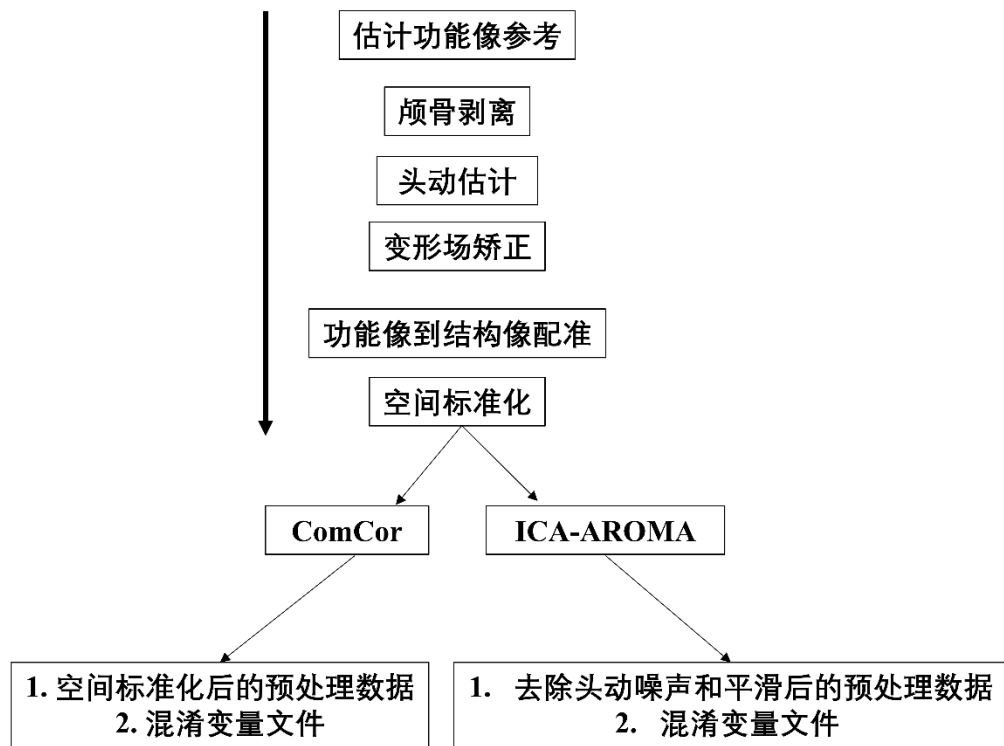 估计功能像参考
颅骨剥离
头动估计
变形场矫正
功能像到结构像配准
空间标准化
ComCor
ICA-AROMA
1. 空间标准化后的预处理数据
2. 混淆变量文件
1. 去除头动噪声和平滑后的预处理数据
2. 混淆变量文件